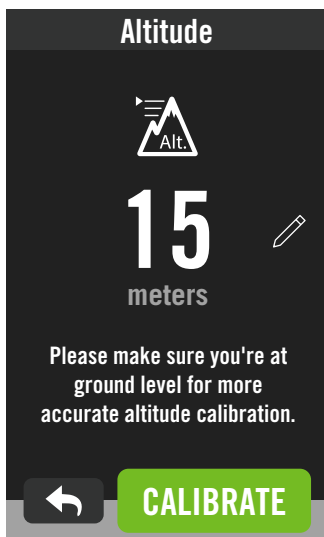 Altitude
Alt.
15
meters
Please make sure you're at
ground level for more
accurate altitude calibration.
CALIBRATE